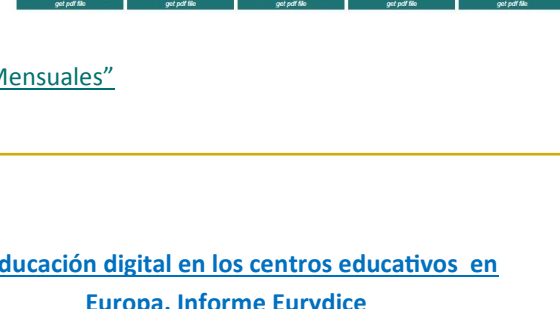 get pdf file get pdf file get pdf file get pdf file get pdf file
Mensuales”
ducación digital en los centros educativos en
Europa. Informe Eurydice